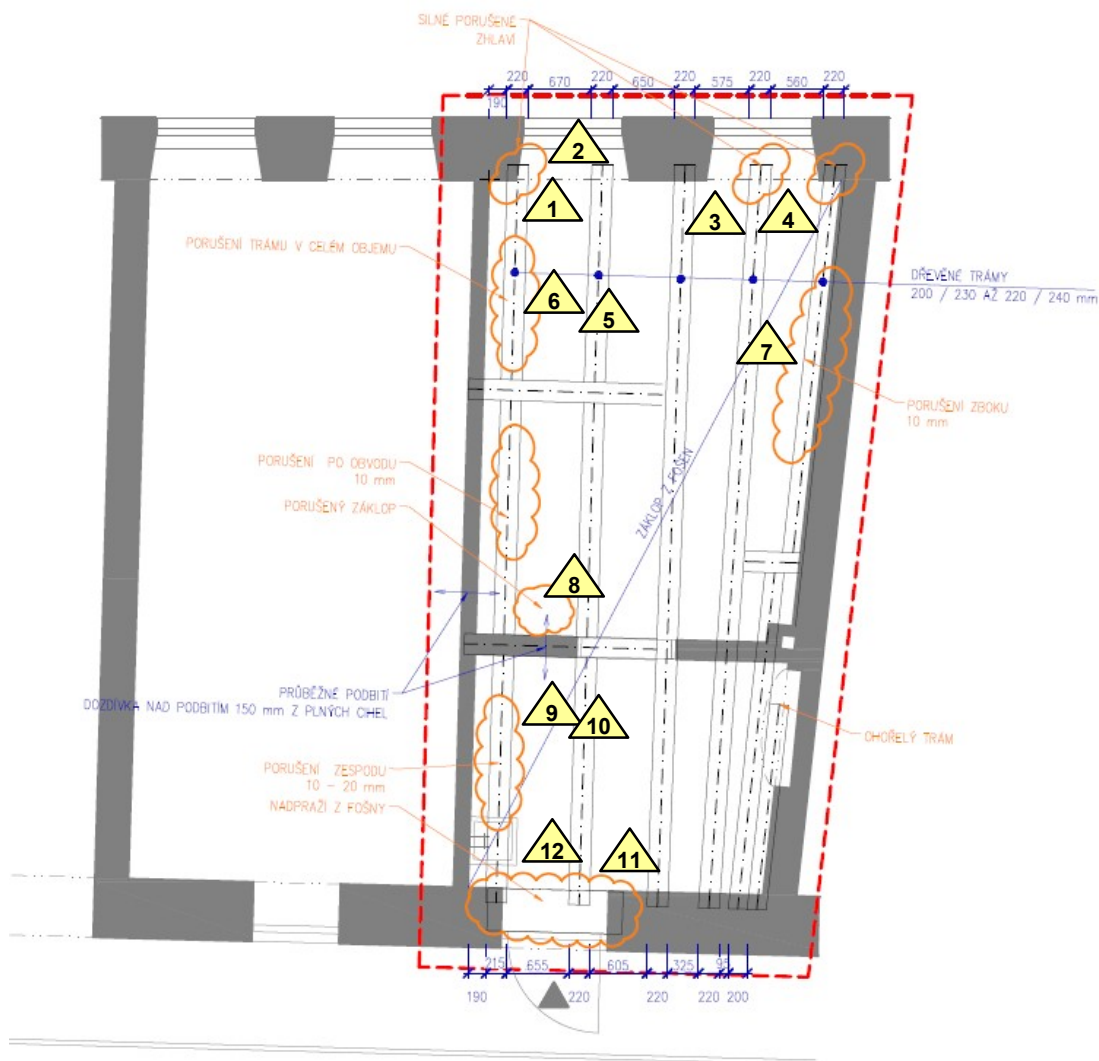 SILNĚ PORUŠENÉ
ZHLAVÍ
220 670 220 650 220 575 220 560 220
190
2
1
3
4
PORUŠENÍ TRÁMU V CELÉM OBJEMU
DŘEVĚNÉ TRÁMY
200 / 230 AŽ 220 / 240 mm
6
5
7
PORUŠENÍ ZBOKU
10 mm
PORUŠENÍ PO OBVODU
10 mm
ZÁKLOP Z FOŠEN
PORUŠENÝ ZÁKLOP
8
PRŮBĚŽNÉ PODBITÍ
DOZDÍVKA NAD PODBITÍM 150 mm Z PLNÝCH CIHEL
9
10
OHOŘELÝ TRÁM
PORUŠENÍ ZESPODU
10 - 20 mm
NADPRAŽÍ Z FOŠNY
12
11
215 655 605 325 95
190 220 220 220 200